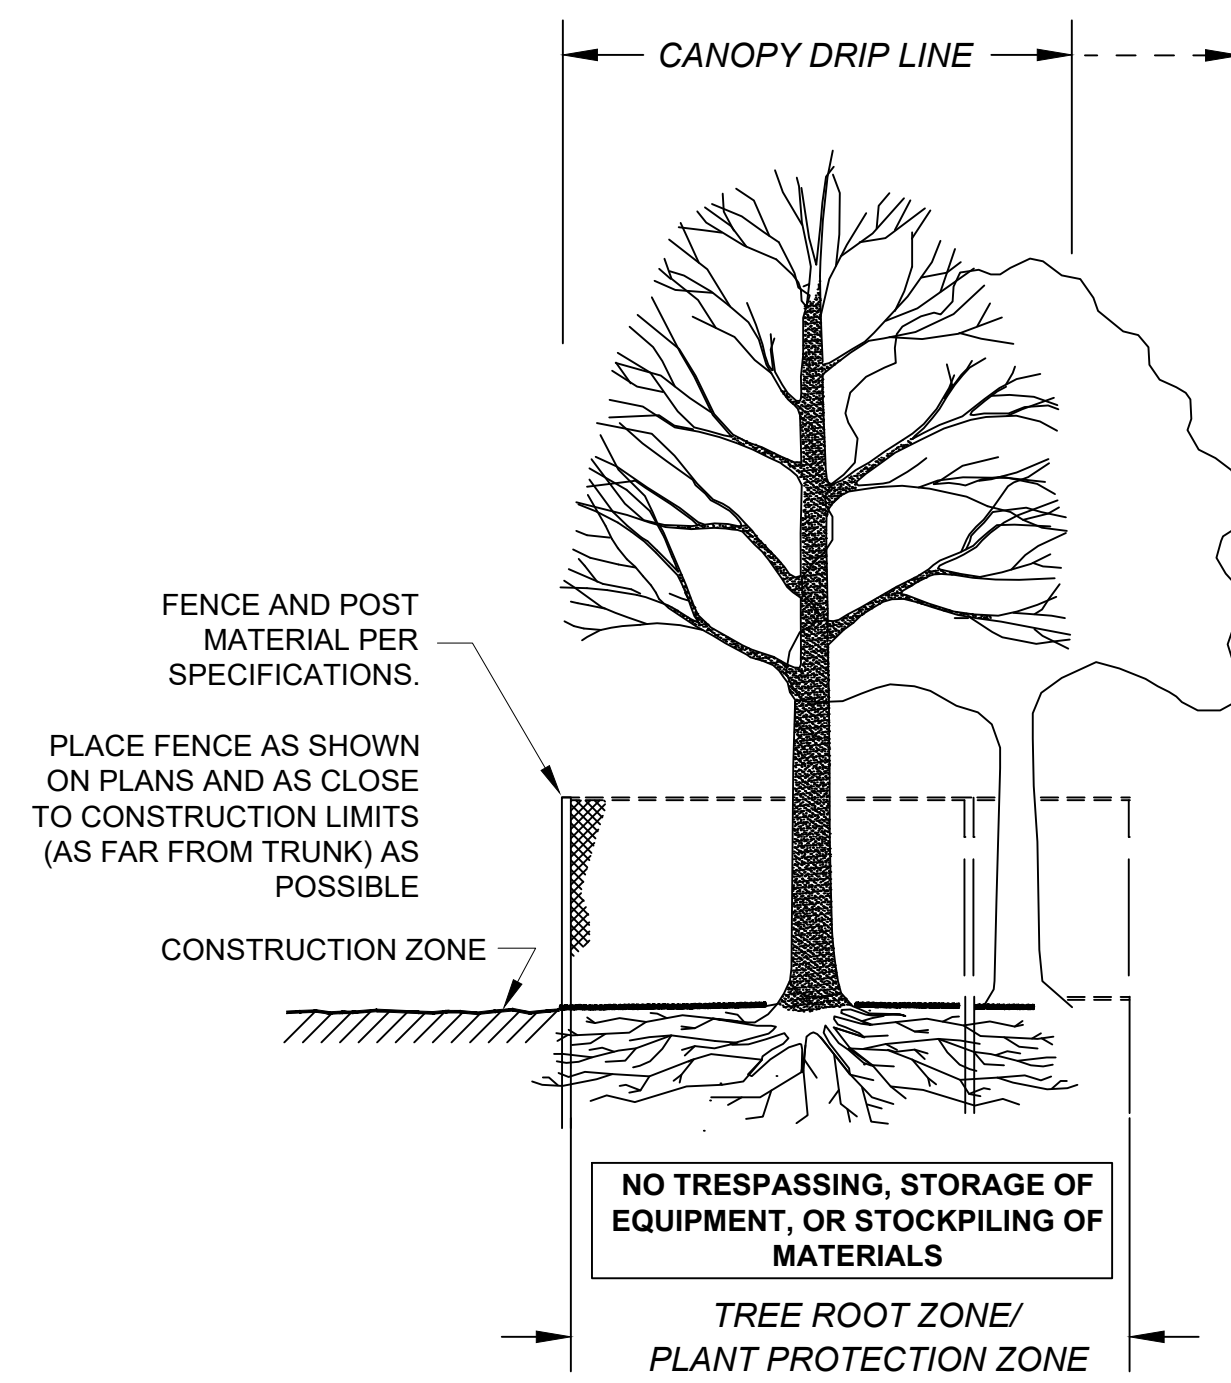 CANOPY DRIP LINE
FENCE AND POST
MATERIAL PER
SPECIFICATIONS.
PLACE FENCE AS SHOWN
ON PLANS AND AS CLOSE
TO CONSTRUCTION LIMITS
(AS FAR FROM TRUNK) AS
POSSIBLE
CONSTRUCTION ZONE
NO TRESPASSING, STORAGE OF
EQUIPMENT, OR STOCKPILING OF
MATERIALS
TREE ROOT ZONE/
PLANT PROTECTION ZONE